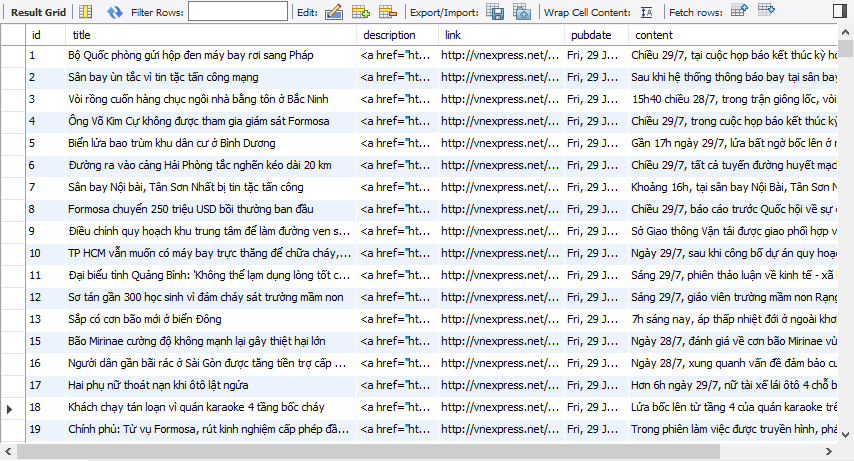 Result Grid Filter Rows: Edit: Export/Import: Wrap Cell Content: IA Fetch rows:
id title description link pubdate content
1 Bộ Quốc phòng gửi hộp đen máy bay rơi sang Pháp <a href="ht... http://vnexpress.net/... Fri, 29 J... Chiều 29/7, tại cuộc họp báo kết thúc kỳ họ
2 Sân bay ùn tắc vì tin tặc tấn công mạng <a href="ht... http://vnexpress.net/... Fri, 29 J... Sau khi hệ thống thông báo bay tại sân bay
3 Vòi rồng cuốn hàng chục ngôi nhà bằng tôn ở Bắc Ninh <a href="ht... http://vnexpress.net/... Fri, 29 J... 15h40 chiều 28/7, trong trận giông lốc, vòi
4 Ông Võ Kim Cự không được tham gia giám sát Formosa <a href="ht... http://vnexpress.net/... Fri, 29 J... Chiều 29/7, trong cuộc họp báo kết thúc kỳ
5 Biển lửa bao trùm khu dân cư ở Bình Dương <a href="ht... http://vnexpress.net/... Fri, 29 J... Gần 17h ngày 29/7, lửa bất ngờ bốc lên ở
6 Đường ra vào cảng Hải Phòng tắc nghẽn kéo dài 20 km <a href="ht... http://vnexpress.net/... Fri, 29 J... Chiều 29/7, tất cả tuyến đường huyết mạc
7 Sân bay Nội bài, Tân Sơn Nhất bị tin tặc tấn công <a href="ht... http://vnexpress.net/... Fri, 29 J... Khoảng 16h, tại sân bay Nội Bài, Tân Sơn
8 Formosa chuyển 250 triệu USD bồi thường ban đầu <a href="ht... http://vnexpress.net/... Fri, 29 J... Chiều 29/7, báo cáo trước Quốc hội về sự
9 Điều chỉnh quy hoạch khu trung tâm để làm đường ven s... <a href="ht... http://vnexpress.net/... Fri, 29 J... Sở Giao thông Vận tải được giao phối hợp v
10 TP HCM vẫn muốn có máy bay trực thăng để chữa cháy,... <a href="ht... http://vnexpress.net/... Fri, 29 J... Ngày 29/7, sau khi công bố dự án quy hoạc
11 Đại biểu tỉnh Quảng Bình: 'Không thể lạm dụng lòng tốt c... <a href="ht... http://vnexpress.net/... Fri, 29 J... Sáng 29/7, phiên thảo luận về kinh tế - xã
12 Sơ tán gần 300 học sinh vì đám cháy sát trường mầm non <a href="ht... http://vnexpress.net/... Fri, 29 J... Sáng 29/7, giáo viên trường mầm non Rạng
13 Sắp có cơn bão mới ở biển Đông <a href="ht... http://vnexpress.net/... Fri, 29 J... 7h sáng nay, áp thấp nhiệt đới ở ngoài khơ
15 Bão Mirinae cường độ không mạnh lại gây thiệt hại lớn <a href="ht... http://vnexpress.net/... Fri, 29 J... Ngày 28/7, đánh giá về cơn bão Mirinae vừ
16 Người dân gần bãi rác ở Sài Gòn được tăng tiền trợ cấp ... <a href="ht... http://vnexpress.net/... Fri, 29 J... Ngày 28/7, xung quanh vấn đề đảm bảo cu
17 Hai phụ nữ thoát nạn khi ôtô lật ngửa <a href="ht... http://vnexpress.net/... Fri, 29 J... Hơn 6h ngày 29/7, nữ tài xế lái ôtô 4 chỗ b
18 Khách chạy tán loạn vì quán karaoke 4 tầng bốc cháy <a href="ht... http://vnexpress.net/... Fri, 29 J... Lửa bốc lên từ tầng 4 của quán karaoke trê
19 Chính phủ: Từ vụ Formosa, rút kinh nghiệm cấp phép đầ... <a href="ht... http://vnexpress.net/... Fri, 29 J... Trong phiên làm việc được truyền hình, phá